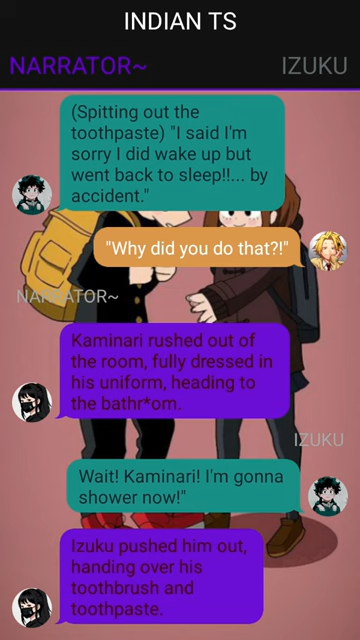 INDIAN TS
NARRATOR~ IZUKU
(Spitting out the
toothpaste) "I said I'm
sorry I did wake up but
went back to sleep!!... by
accident."
"Why did you do that?!"
NARRATOR~
Kaminari rushed out of
the room, fully dressed in
his uniform, heading to
the bathr*om.
IZUKU
Wait! Kaminari! I'm gonna
shower now!"
Izuku pushed him out,
handing over his
toothbrush and
toothpaste.